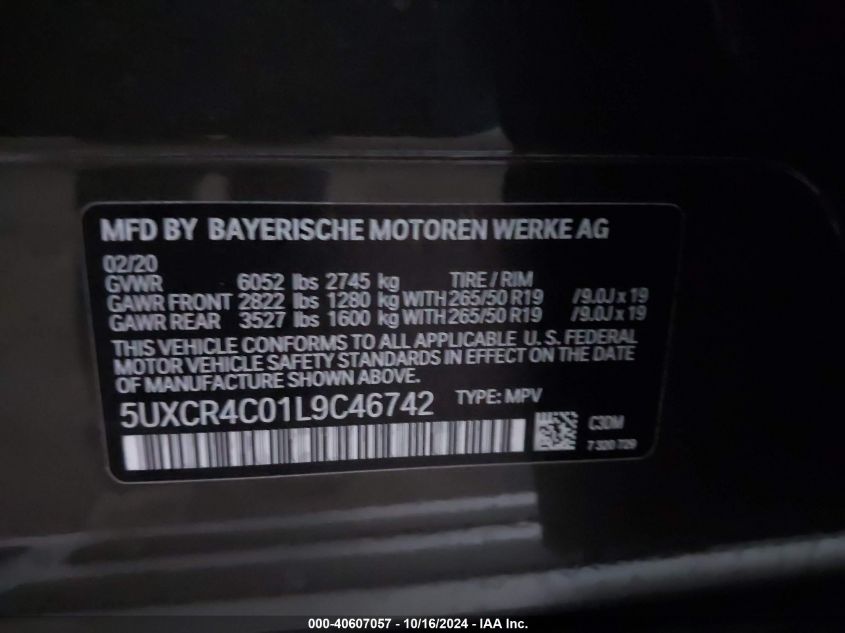 MFD BY BAYERISCHE MOTOREN WERKE AG
02/20
GVWR 6052 lbs 2745 kg TIRE / RIM
GAWR FRONT 2822 lbs 1280 kg WITH 265/50 R19 /9.0J x 19
GAWR REAR 3527 lbs 1600 kg WITH 265/50 R19 /9.0J x 19
THIS VEHICLE CONFORMS TO ALL APPLICABLE U. S. FEDERAL
MOTOR VEHICLE SAFETY STANDARDS IN EFFECT ON THE DATE
OF MANUFACTURE SHOWN ABOVE.
5UXCR4C01L9C46742 TYPE: MPV
C3DM
7 320 729
000-40607057 - 10/16/2024 - IAA Inc.